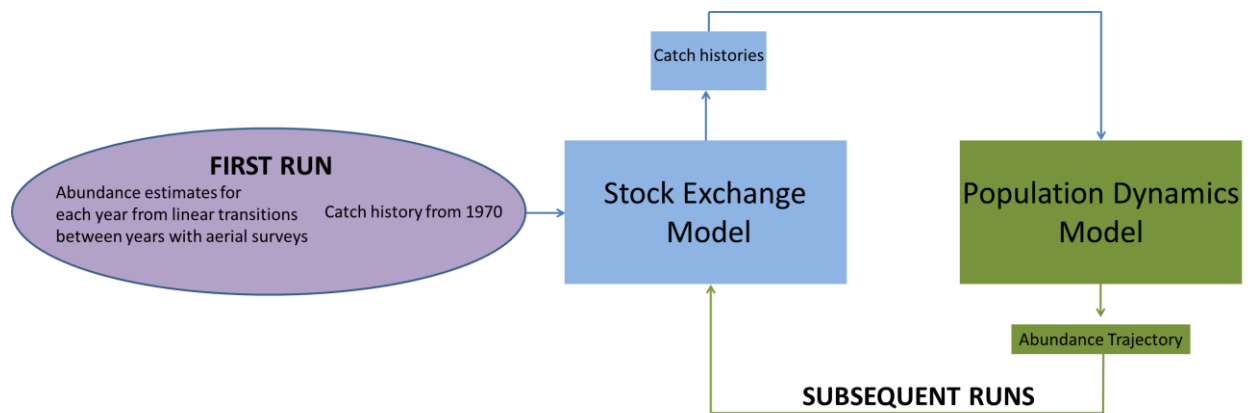 FIRST RUN
Abundance estimates for
each year from linear transitions
between years with aerial surveys
Catch history from 1970
Stock Exchange
Model
Catch histories
Population Dynamics
Model
Abundance Trajectory
SUBSEQUENT RUNS